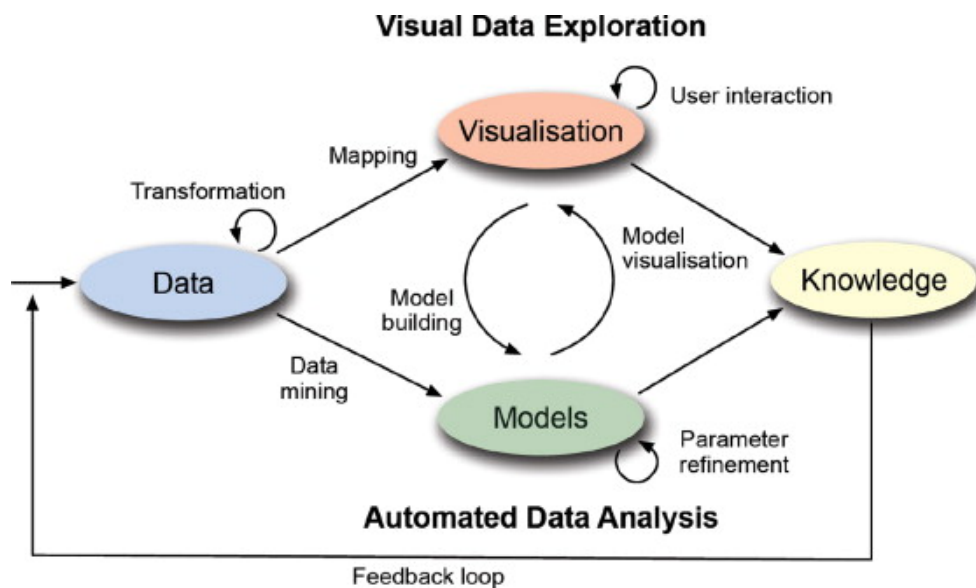 Visual Data Exploration
User interaction
Visualisation
Mapping
Transformation
Model
visualisation
Data
Knowledge
Model
building
Data
mining
Models
Parameter
refinement
Automated Data Analysis
Feedback loop